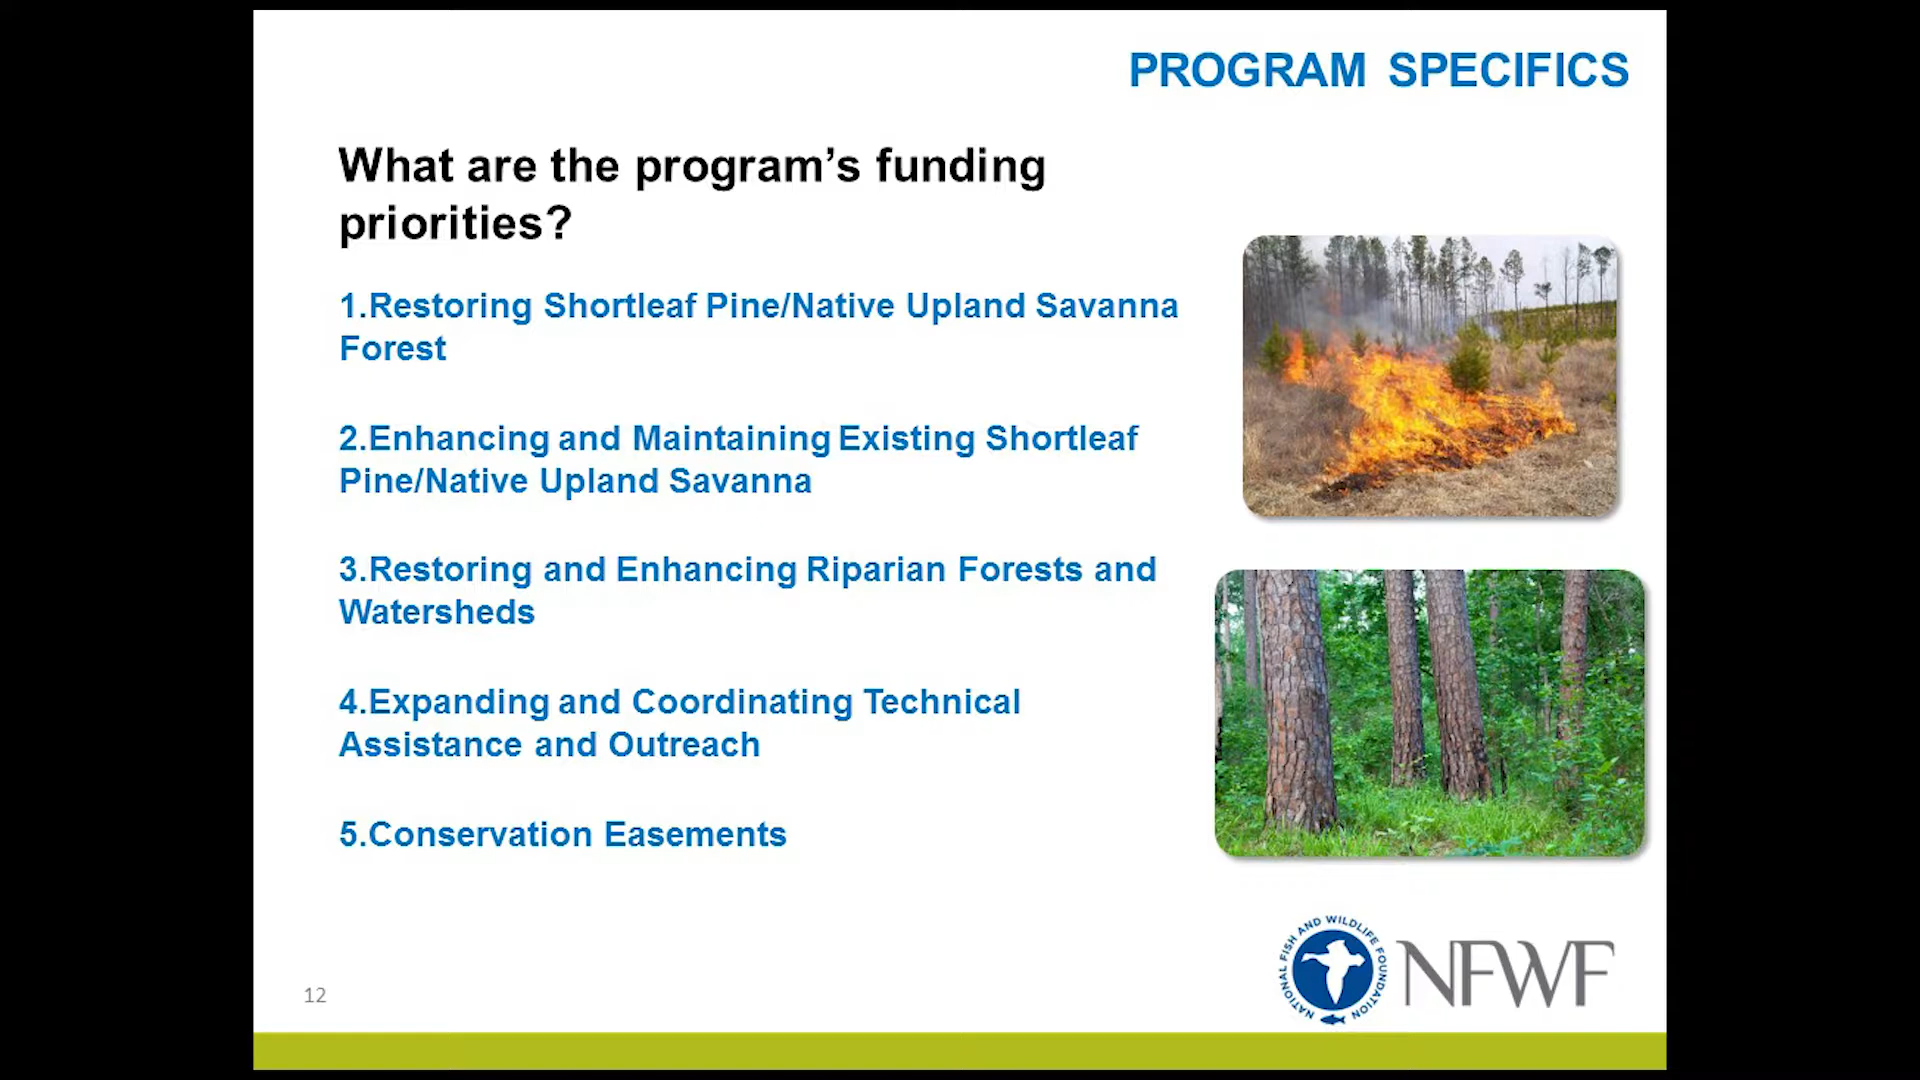 PROGRAM SPECIFICS
What are the program’s funding
priorities?
1.Restoring Shortleaf Pine/Native Upland Savanna
Forest
2.Enhancing and Maintaining Existing Shortleaf
Pine/Native Upland Savanna
3.Restoring and Enhancing Riparian Forests and
Watersheds
4.Expanding and Coordinating Technical
Assistance and Outreach
5.Conservation Easements
NATIONAL FISH AND WILDLIFE FOUNDATION
NFWF
12